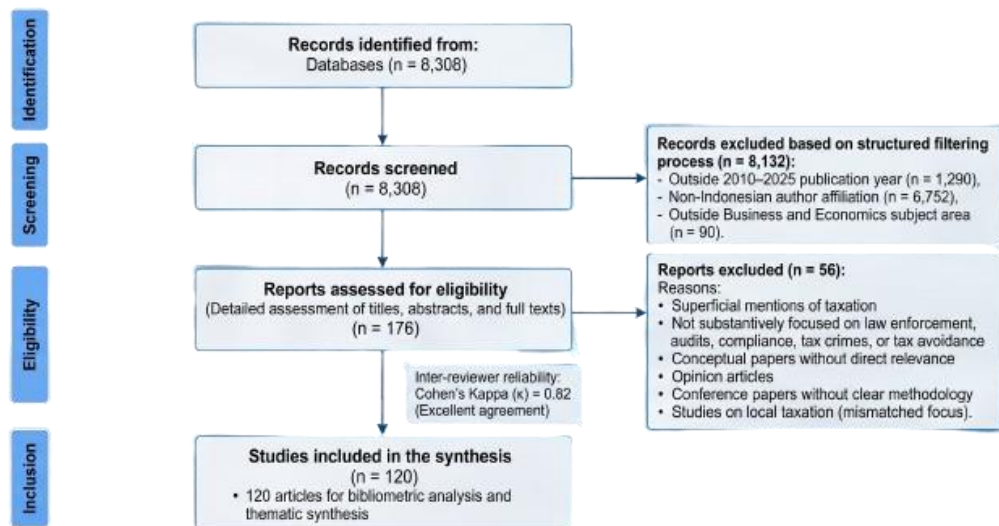 Identification
Records identified from:
Databases (n = 8,308)
Screening
Records screened
(n = 8,308)
Records excluded based on structured filtering
process (n = 8,132):
- Outside 2010–2025 publication year (n = 1,290),
- Non-Indonesian author affiliation (n = 6,752),
- Outside Business and Economics subject area
(n = 90).
Eligibility
Reports assessed for eligibility
(Detailed assessment of titles, abstracts, and full texts)
(n = 176)
Reports excluded (n = 56):
Reasons:
• Superficial mentions of taxation
• Not substantively focused on law enforcement,
audits, compliance, tax crimes, or tax avoidance
• Conceptual papers without direct relevance
• Opinion articles
• Conference papers without clear methodology
• Studies on local taxation (mismatched focus).
Inter-reviewer reliability:
Cohen's Kappa (κ) = 0.82
(Excellent agreement)
Inclusion
Studies included in the synthesis
(n = 120)
• 120 articles for bibliometric analysis and
thematic synthesis